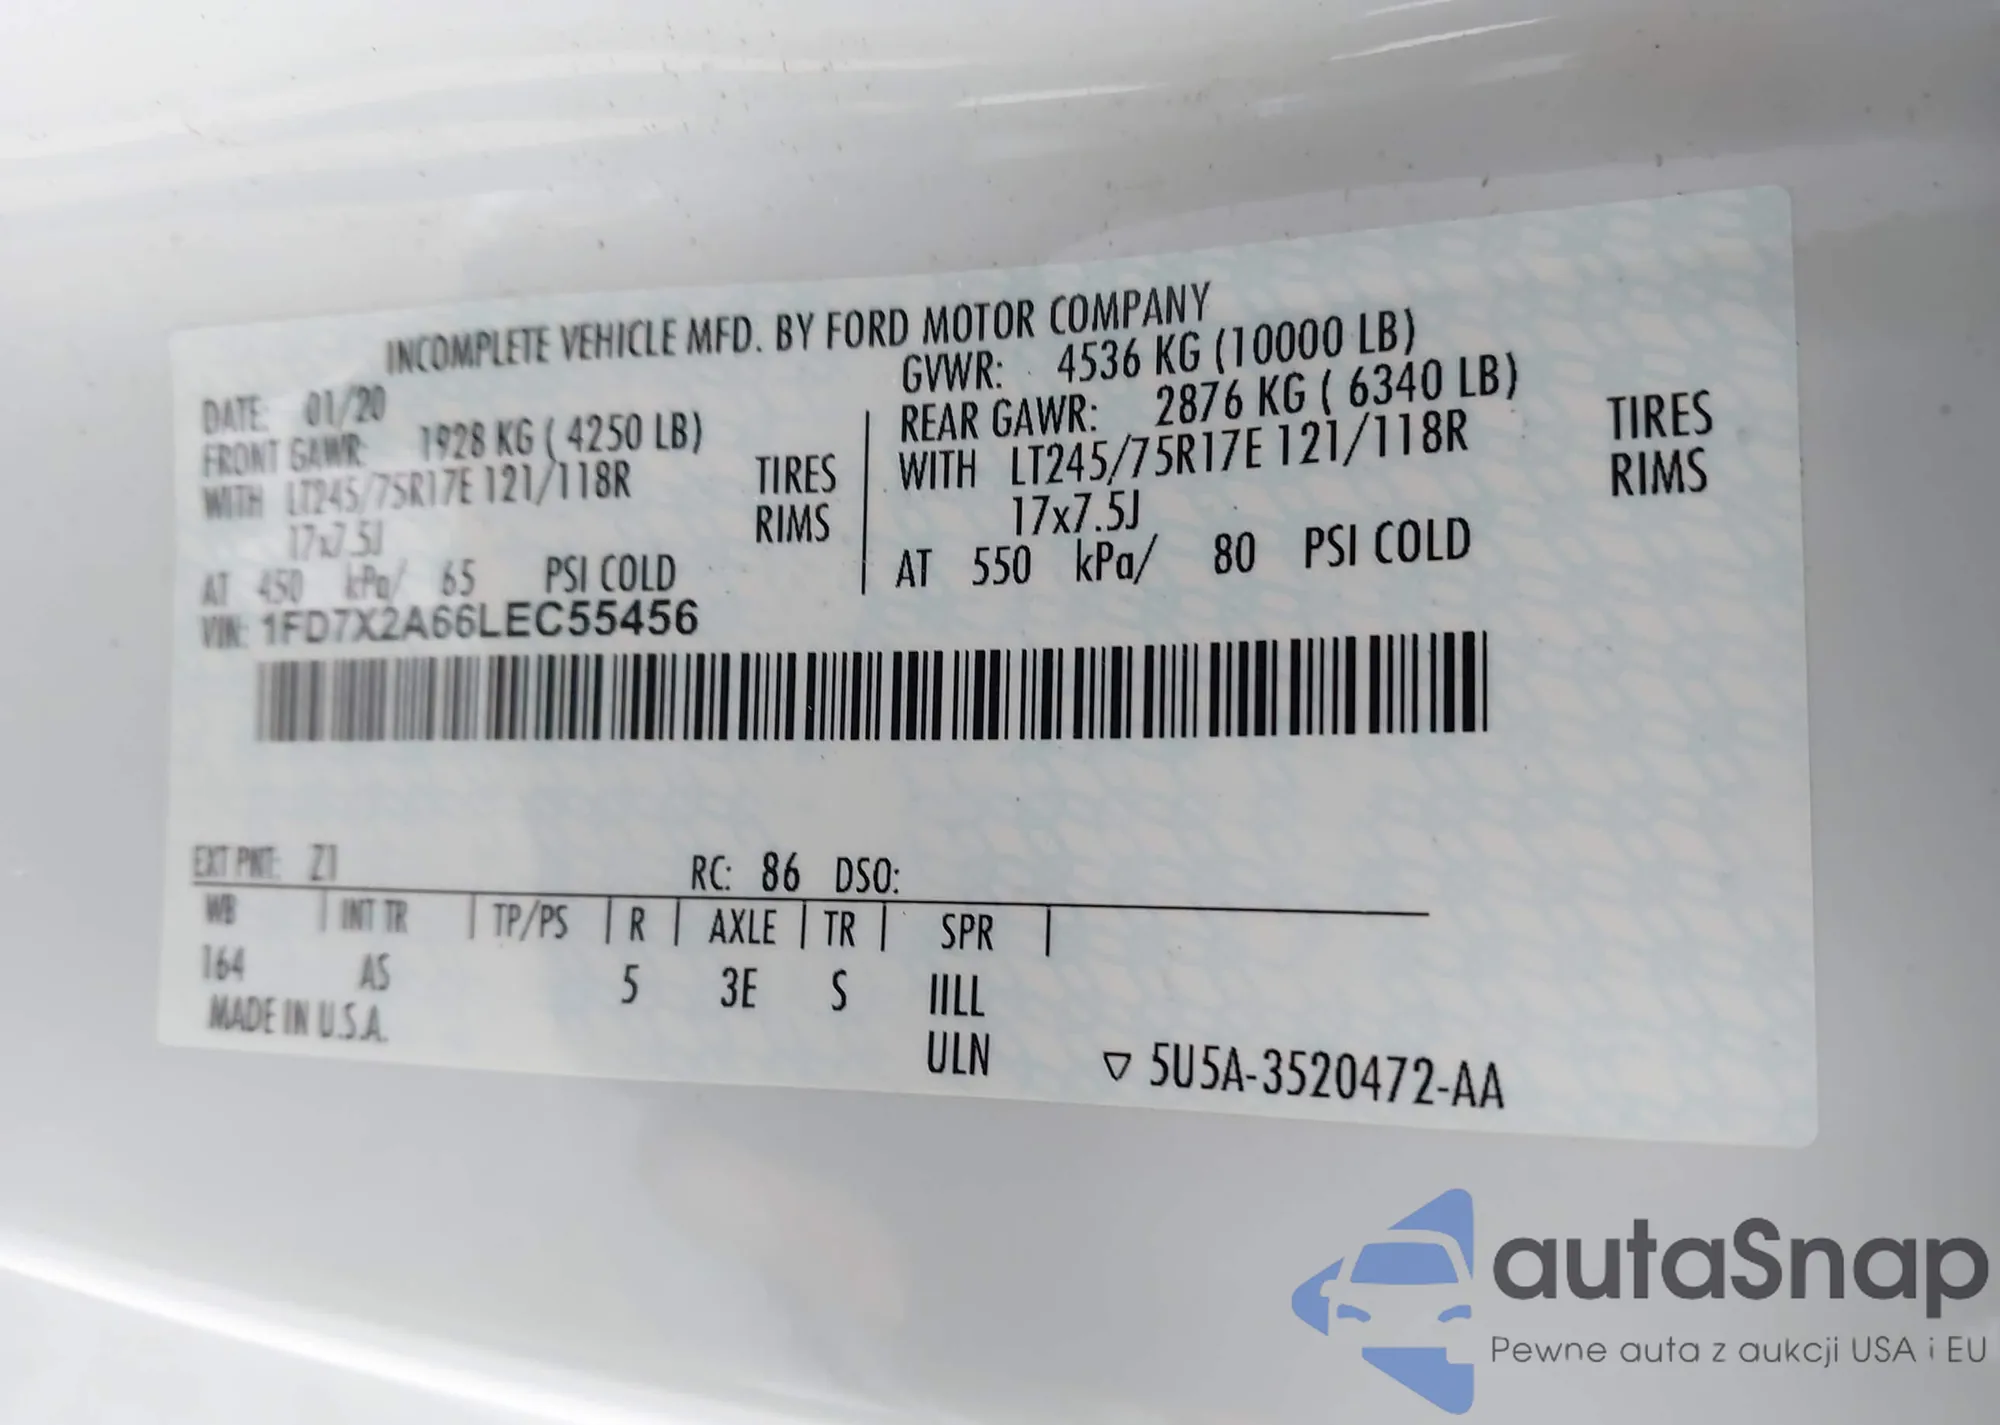 INCOMPLETE VEHICLE MFD. BY FORD MOTOR COMPANY
DATE: 01/20
GVWR: 4536 KG (10000 LB)
FRONT GAWR: 1928 KG ( 4250 LB)
REAR GAWR: 2876 KG ( 6340 LB)
WITH LT245/75R17E 121/118R TIRES
WITH LT245/75R17E 121/118R TIRES
17x7.5J RIMS
17x7.5J RIMS
AT 450 kPa/ 65 PSI COLD
AT 550 kPa/ 80 PSI COLD
VIN: 1FD7X2A66LEC55456
EXT PNT: Z1 RC: 86 DSO:
WB | INT TR | TP/PS | R | AXLE | TR | SPR |
164 AS 5 3E S IILL
MADE IN U.S.A. ULN
▽ 5U5A-3520472-AA
autaSnap
Pewne auta z aukcji USA i EU